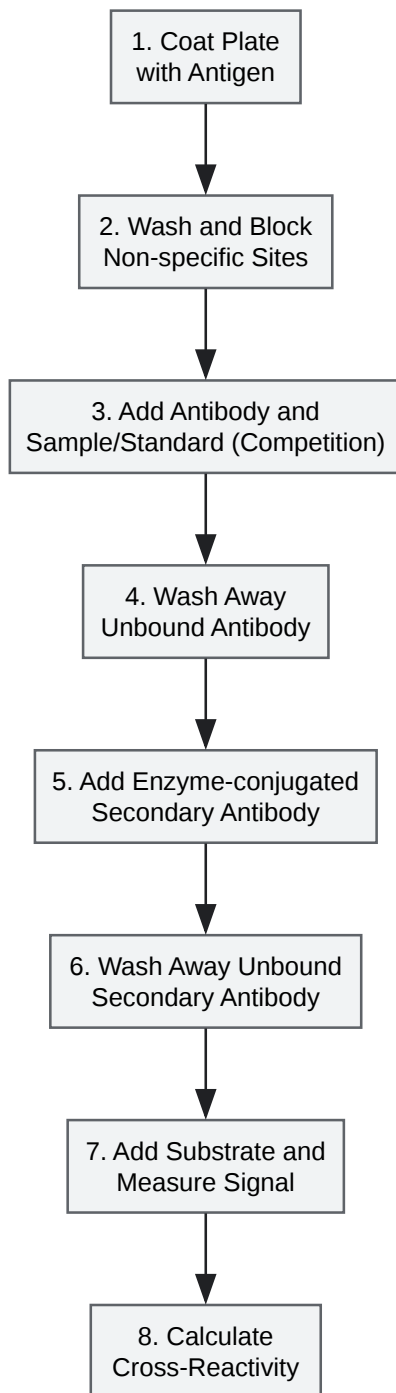 1. Coat Plate
with Antigen
2. Wash and Block
Non-specific Sites
3. Add Antibody and
Sample/Standard (Competition)
4. Wash Away
Unbound Antibody
5. Add Enzyme-conjugated
Secondary Antibody
6. Wash Away Unbound
Secondary Antibody
7. Add Substrate and
Measure Signal
8. Calculate
Cross-Reactivity